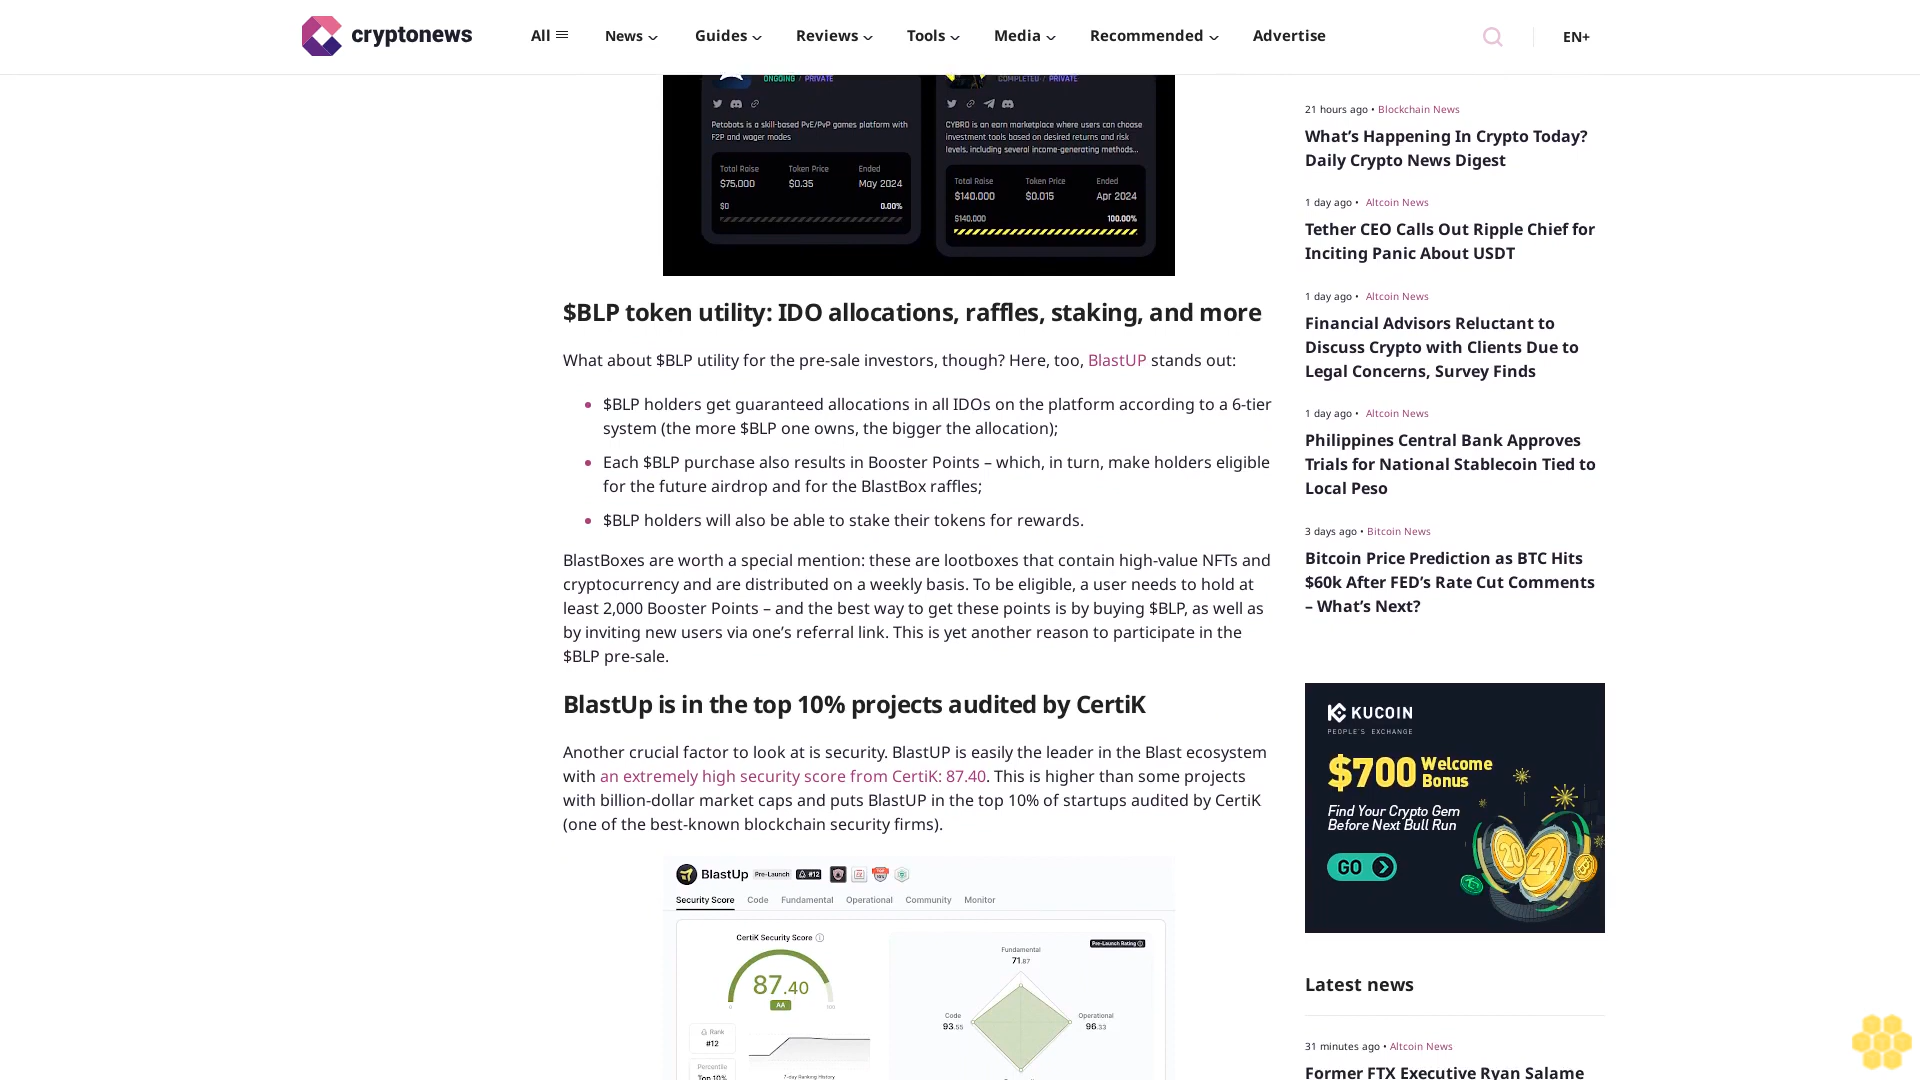 cryptonews
All
News
Guides
Reviews
Tools
Media
Recommended
Advertise
EN+
ONGOING / PRIVATE
COMPLETED / PRIVATE
Petobots is a skill-based PvE/PvP games platform with
F2P and wager modes
Total Raise Token Price Ended
$75,000 $0.35 May 2024
$0 0.00%
CYBRO is an earn marketplace where users can choose
investment tools based on desired returns and risk
levels, including several income-generating methods...
Total Raise Token Price Ended
$140,000 $0.015 Apr 2024
$140,000 100.00%
$BLP token utility: IDO allocations, raffles, staking, and more
What about $BLP utility for the pre-sale investors, though? Here, too, BlastUP stands out:
$BLP holders get guaranteed allocations in all IDOs on the platform according to a 6-tier
system (the more $BLP one owns, the bigger the allocation);
Each $BLP purchase also results in Booster Points – which, in turn, make holders eligible
for the future airdrop and for the BlastBox raffles;
$BLP holders will also be able to stake their tokens for rewards.
BlastBoxes are worth a special mention: these are lootboxes that contain high-value NFTs and
cryptocurrency and are distributed on a weekly basis. To be eligible, a user needs to hold at
least 2,000 Booster Points – and the best way to get these points is by buying $BLP, as well as
by inviting new users via one’s referral link. This is yet another reason to participate in the
$BLP pre-sale.
BlastUp is in the top 10% projects audited by CertiK
Another crucial factor to look at is security. BlastUP is easily the leader in the Blast ecosystem
with an extremely high security score from CertiK: 87.40. This is higher than some projects
with billion-dollar market caps and puts BlastUP in the top 10% of startups audited by CertiK
(one of the best-known blockchain security firms).
BlastUp Pre-Launch #12
Security Score Code Fundamental Operational Community Monitor
CertiK Security Score
87.40
AA
0 100
Rank
#12
Percentile
Top 10%
7-day Ranking History
Pre-Launch Rating
Fundamental
71.87
Code
93.55
Operational
96.33
21 hours ago • Blockchain News
What’s Happening In Crypto Today?
Daily Crypto News Digest
1 day ago • Altcoin News
Tether CEO Calls Out Ripple Chief for
Inciting Panic About USDT
1 day ago • Altcoin News
Financial Advisors Reluctant to
Discuss Crypto with Clients Due to
Legal Concerns, Survey Finds
1 day ago • Altcoin News
Philippines Central Bank Approves
Trials for National Stablecoin Tied to
Local Peso
3 days ago • Bitcoin News
Bitcoin Price Prediction as BTC Hits
$60k After FED’s Rate Cut Comments
– What’s Next?
KUCOIN
PEOPLE'S EXCHANGE
$700 Welcome
Bonus
Find Your Crypto Gem
Before Next Bull Run
GO
20 24
Latest news
31 minutes ago • Altcoin News
Former FTX Executive Ryan Salame